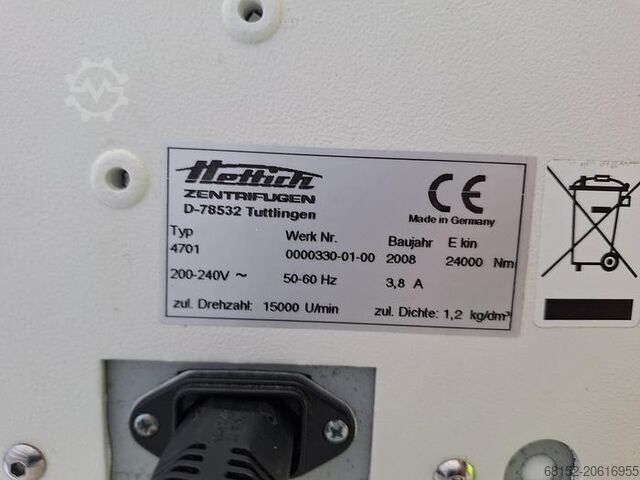 Hettich
ZENTRIFUGEN
D-78532 Tuttlingen
CE
Made in Germany
Typ Werk Nr. Baujahr E kin
4701 0000330-01-00 2008 24000 Nm
200-240V ~ 50-60 Hz 3,8 A
zul. Drehzahl: 15000 U/min zul. Dichte: 1,2 kg/dm³
68152-20616955